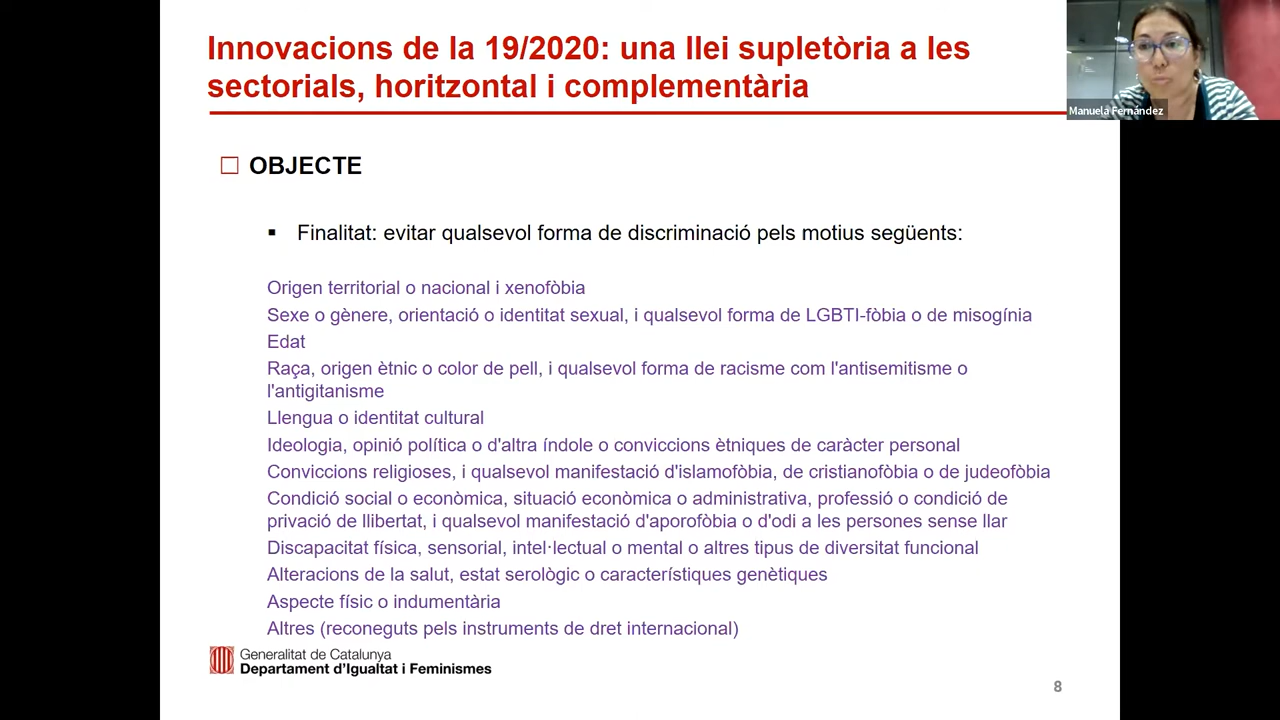 Innovacions de la 19/2020: una llei supletòria a les
sectorials, horitzontal i complementària
Manuela Fernández
OBJECTE
Finalitat: evitar qualsevol forma de discriminació pels motius següents:
Origen territorial o nacional i xenofòbia
Sexe o gènere, orientació o identitat sexual, i qualsevol forma de LGBTI-fòbia o de misogínia
Edat
Raça, origen ètnic o color de pell, i qualsevol forma de racisme com l'antisemitisme o
l'antigitanisme
Llengua o identitat cultural
Ideologia, opinió política o d'altra índole o conviccions ètniques de caràcter personal
Conviccions religioses, i qualsevol manifestació d'islamofòbia, de cristianofòbia o de judeofòbia
Condició social o econòmica, situació econòmica o administrativa, professió o condició de
privació de llibertat, i qualsevol manifestació d'aporofòbia o d'odi a les persones sense llar
Discapacitat física, sensorial, intel·lectual o mental o altres tipus de diversitat funcional
Alteracions de la salut, estat serològic o característiques genètiques
Aspecte físic o indumentària
Altres (reconeguts pels instruments de dret internacional)
Generalitat de Catalunya
Departament d'Igualtat i Feminismes
8